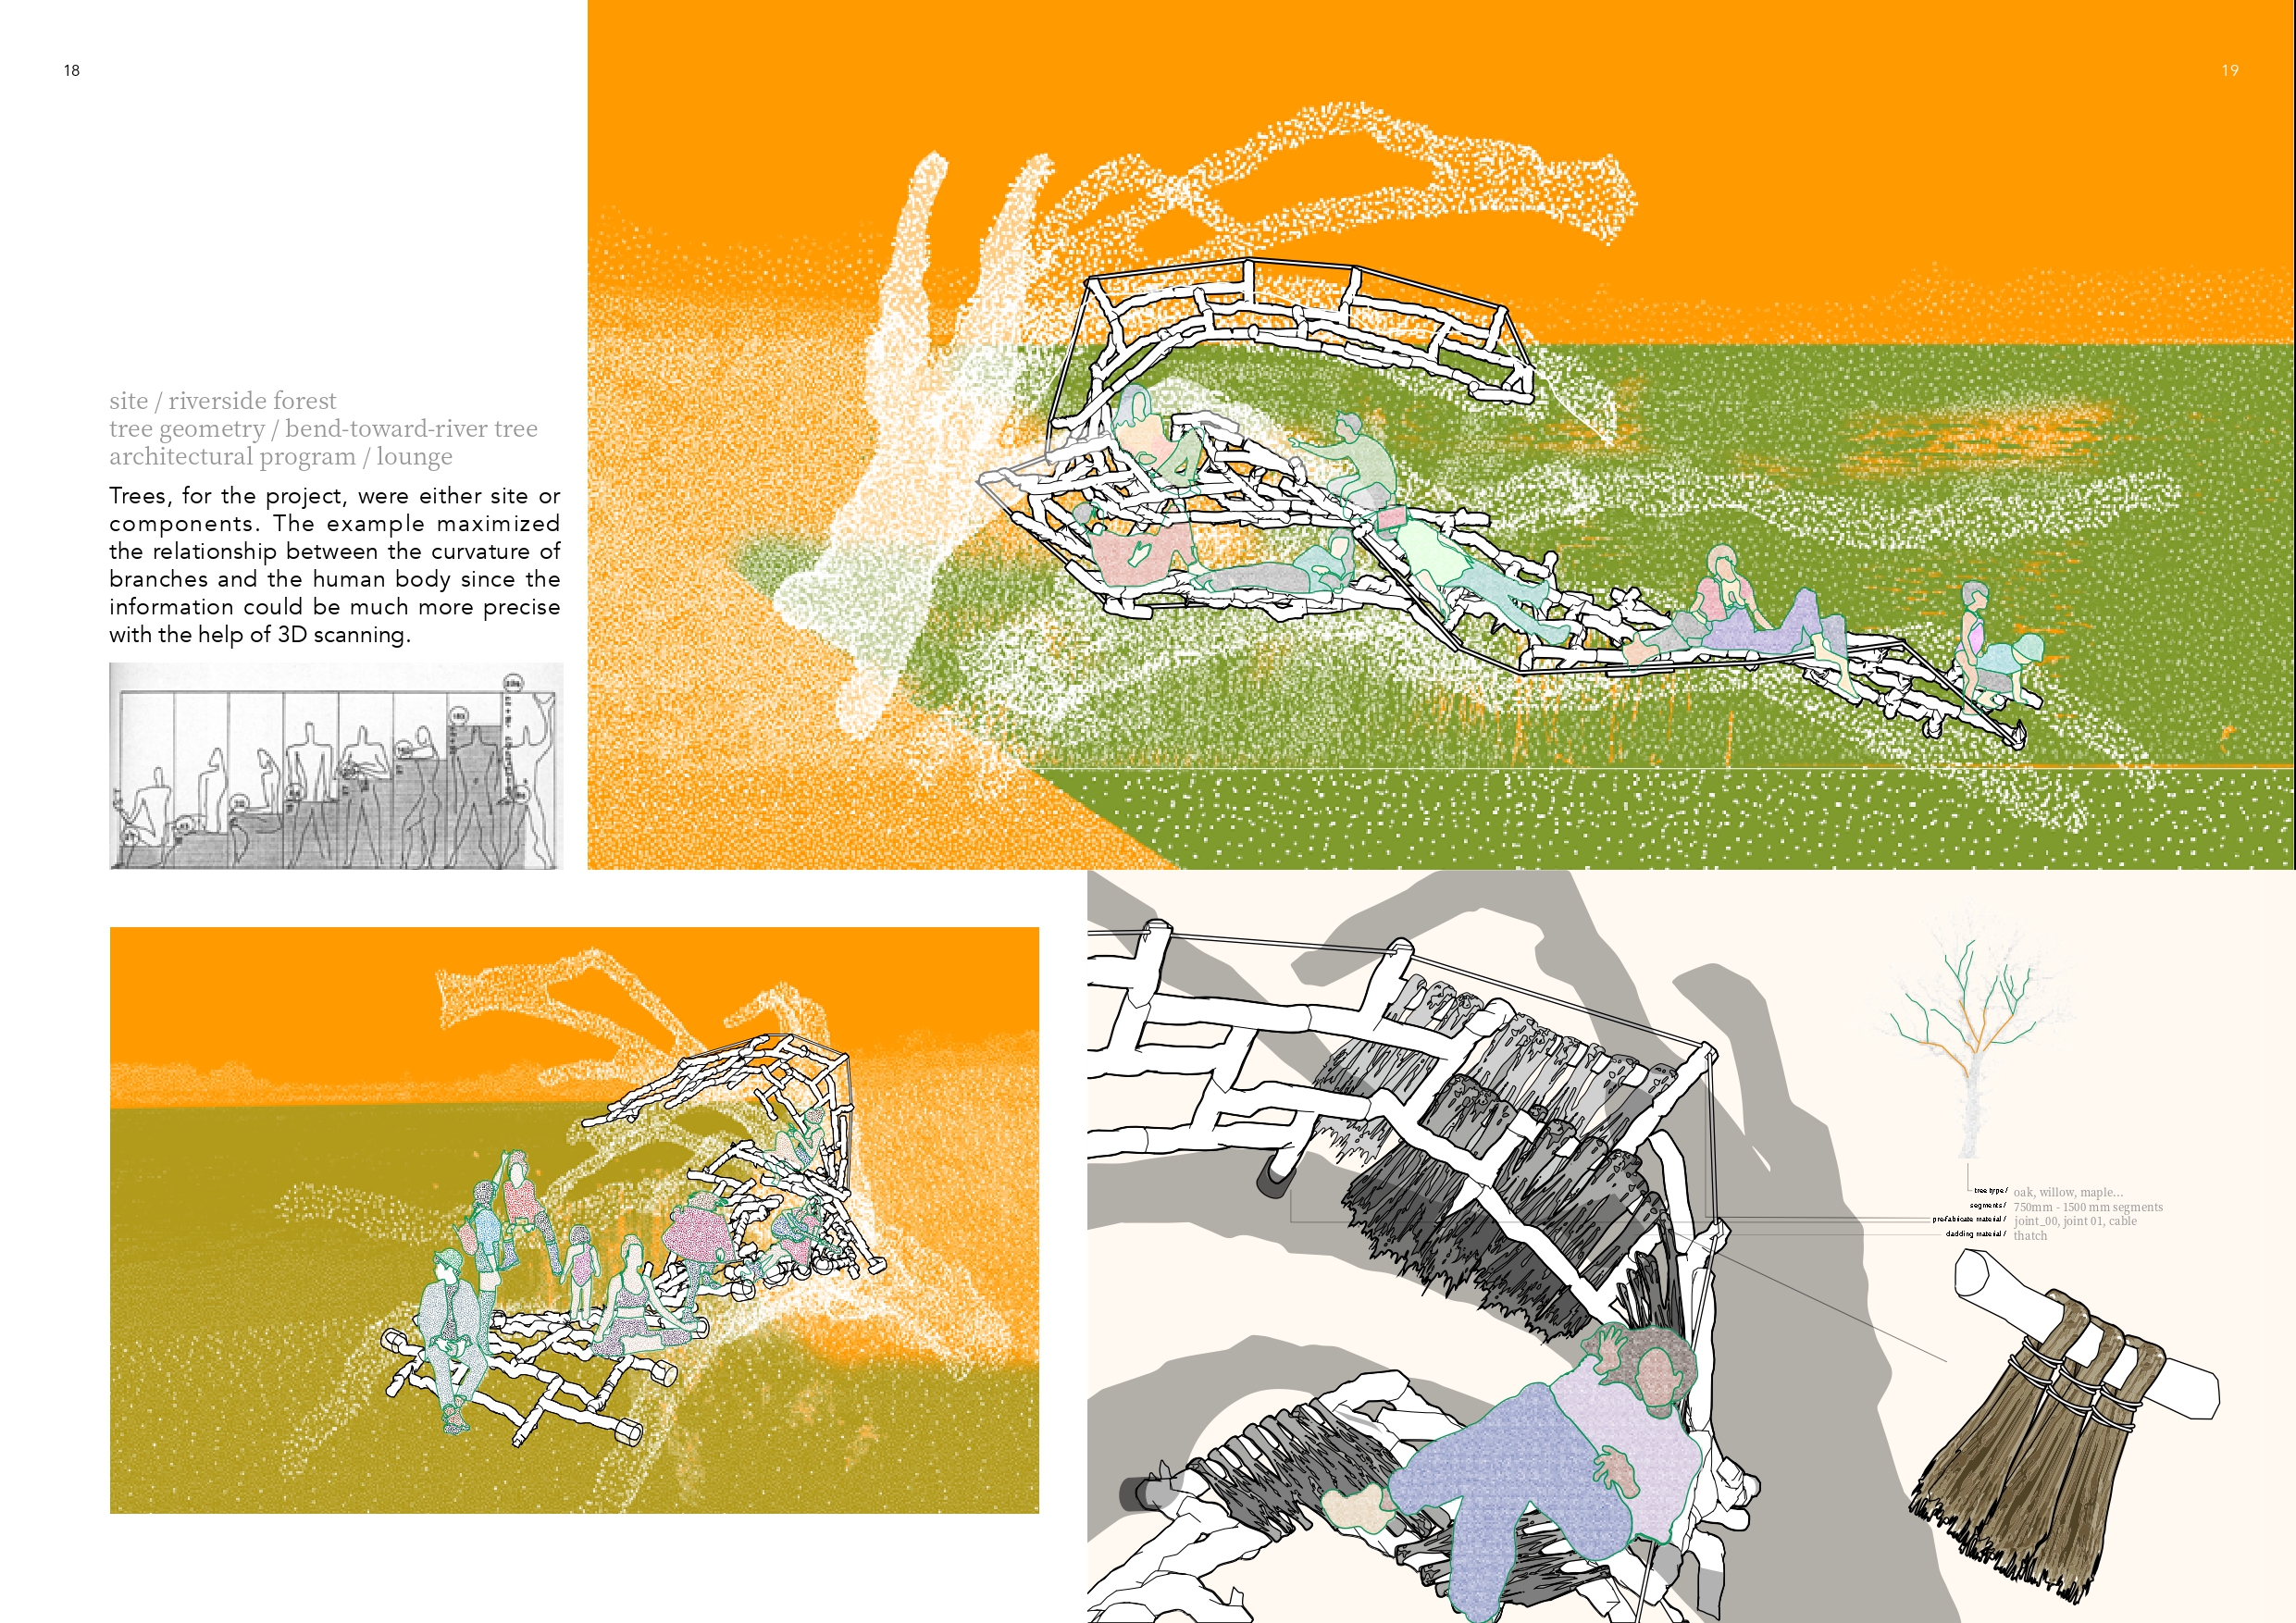 18
19
site / riverside forest
tree geometry / bend-toward-river tree
architectural program / lounge
Trees, for the project, were either site or
components. The example maximized
the relationship between the curvature of
branches and the human body since the
information could be much more precise
with the help of 3D scanning.
tree type / oak, willow, maple...
segments / 750mm - 1500 mm segments
prefabricate material / joint_00, joint 01, cable
cladding material / thatch